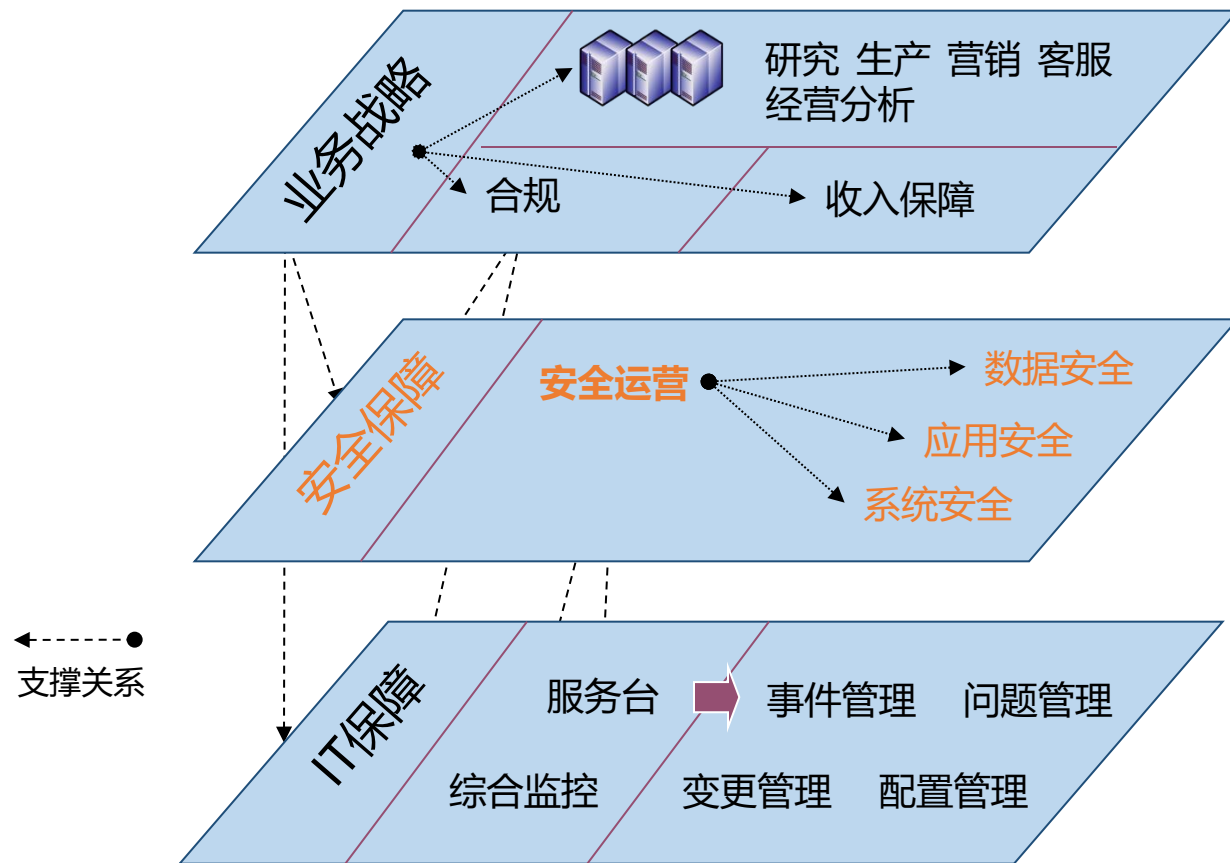 业务战略
研究 生产 营销 客服
经营分析
合规
收入保障
安全保障
安全运营
数据安全
应用安全
系统安全
支撑关系
IT保障
服务台
事件管理
问题管理
综合监控
变更管理
配置管理